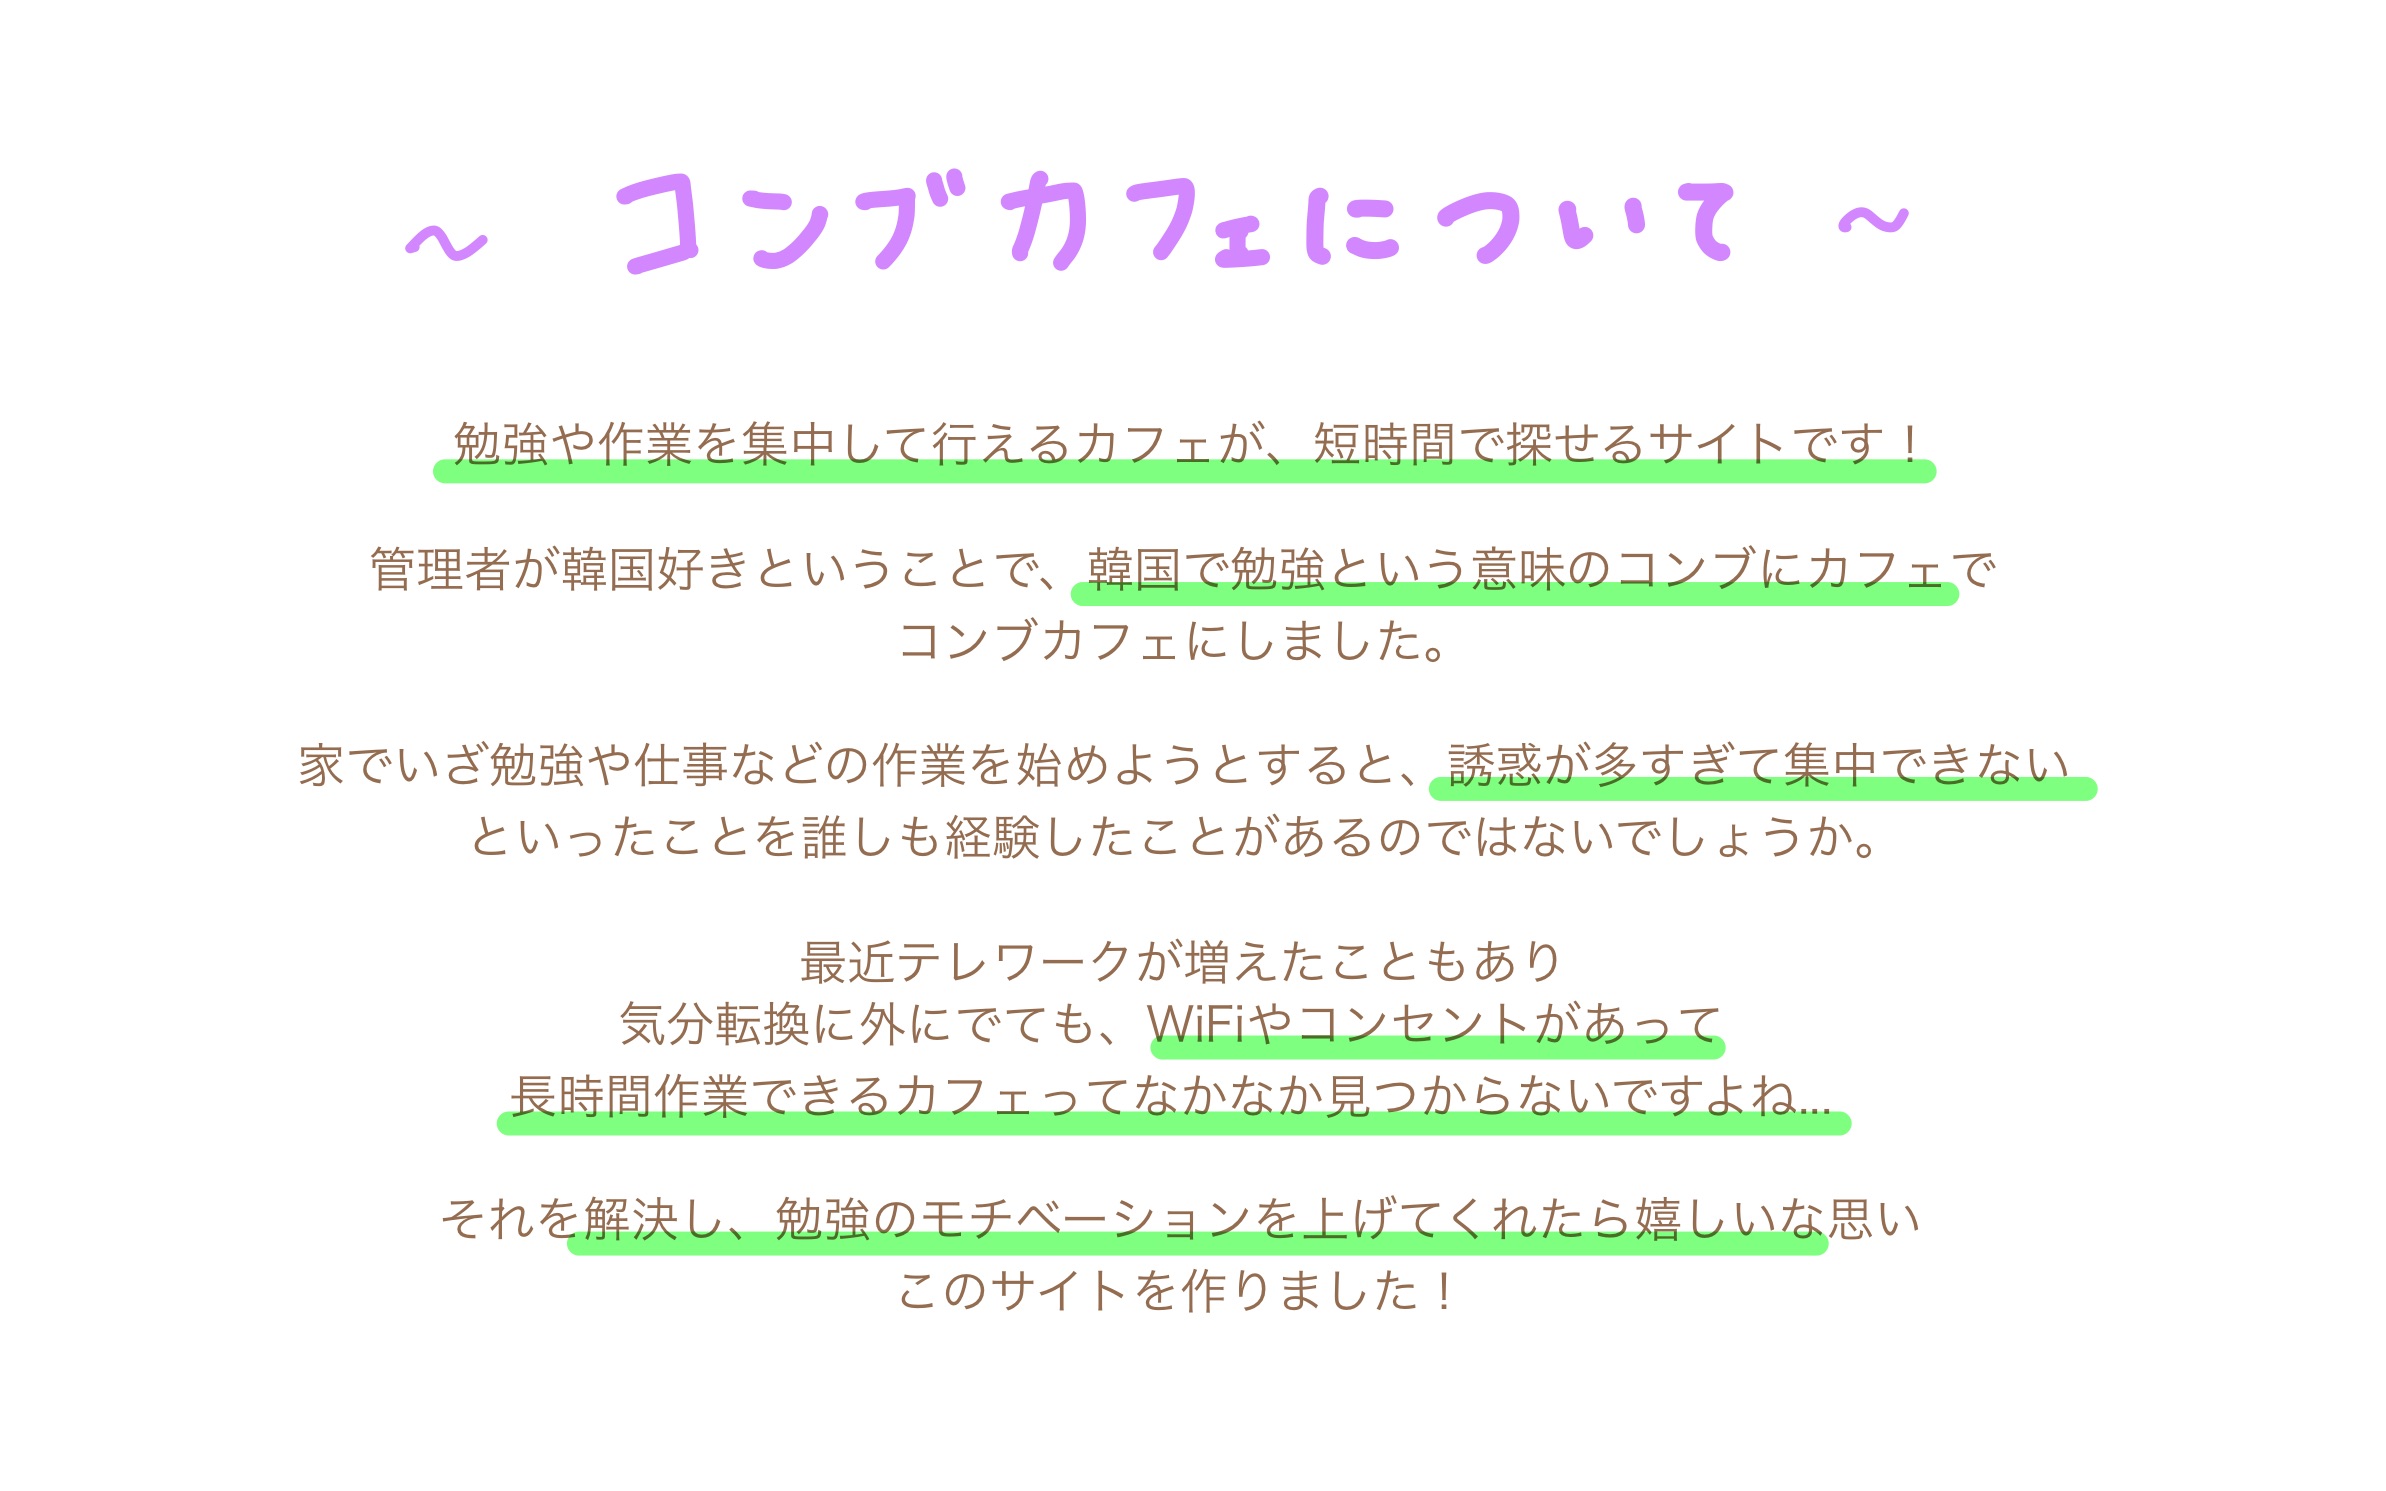 ～ コンブカフェについて ～
勉強や作業を集中して行えるカフェが、短時間で探せるサイトです！
管理者が韓国好きということで、韓国で勉強という意味のコンブにカフェで
コンブカフェにしました。
家でいざ勉強や仕事などの作業を始めようとすると、誘惑が多すぎて集中できない
といったことを誰しも経験したことがあるのではないでしょうか。
最近テレワークが増えたこともあり
気分転換に外にでても、WiFiやコンセントがあって
長時間作業できるカフェってなかなか見つからないですよね...
それを解決し、勉強のモチベーションを上げてくれたら嬉しいな思い
このサイトを作りました！